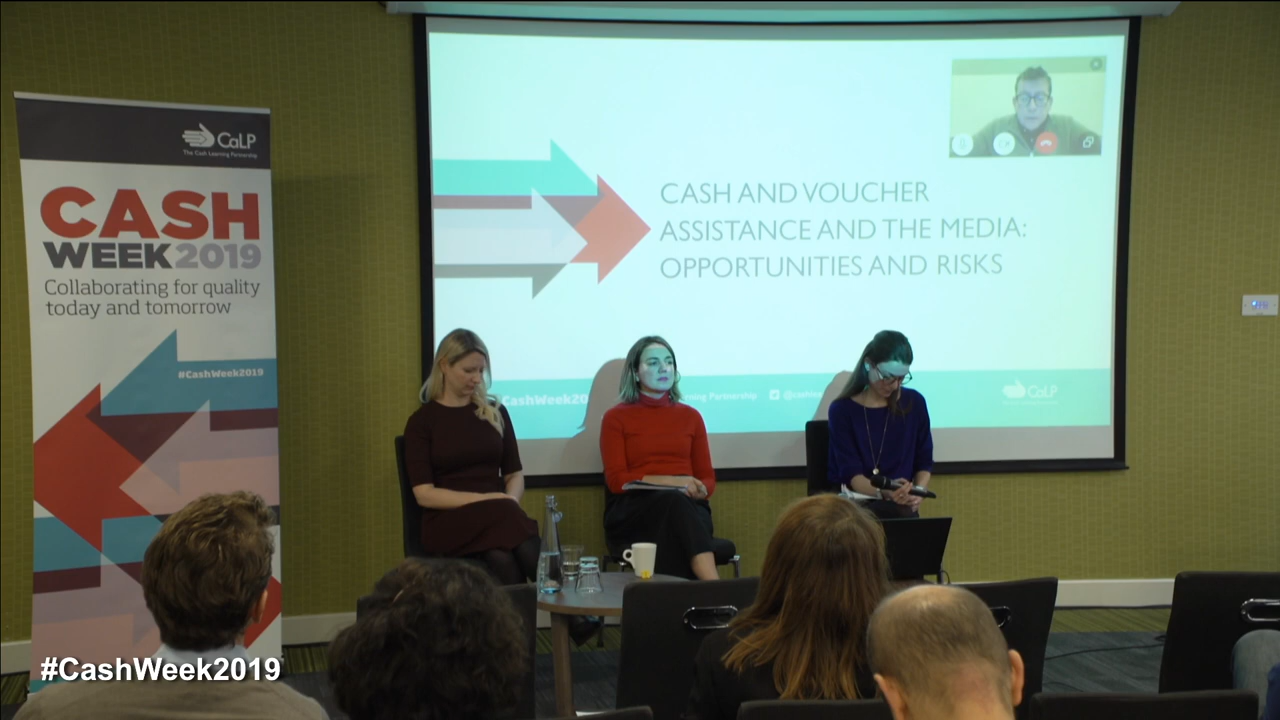 CaLP
The Cash Learning Partnership
CASH
WEEK2019
Collaborating for quality
today and tomorrow
#CashWeek2019
CASH AND VOUCHER
ASSISTANCE AND THE MEDIA:
OPPORTUNITIES AND RISKS
CaLP
#CashWeek2019